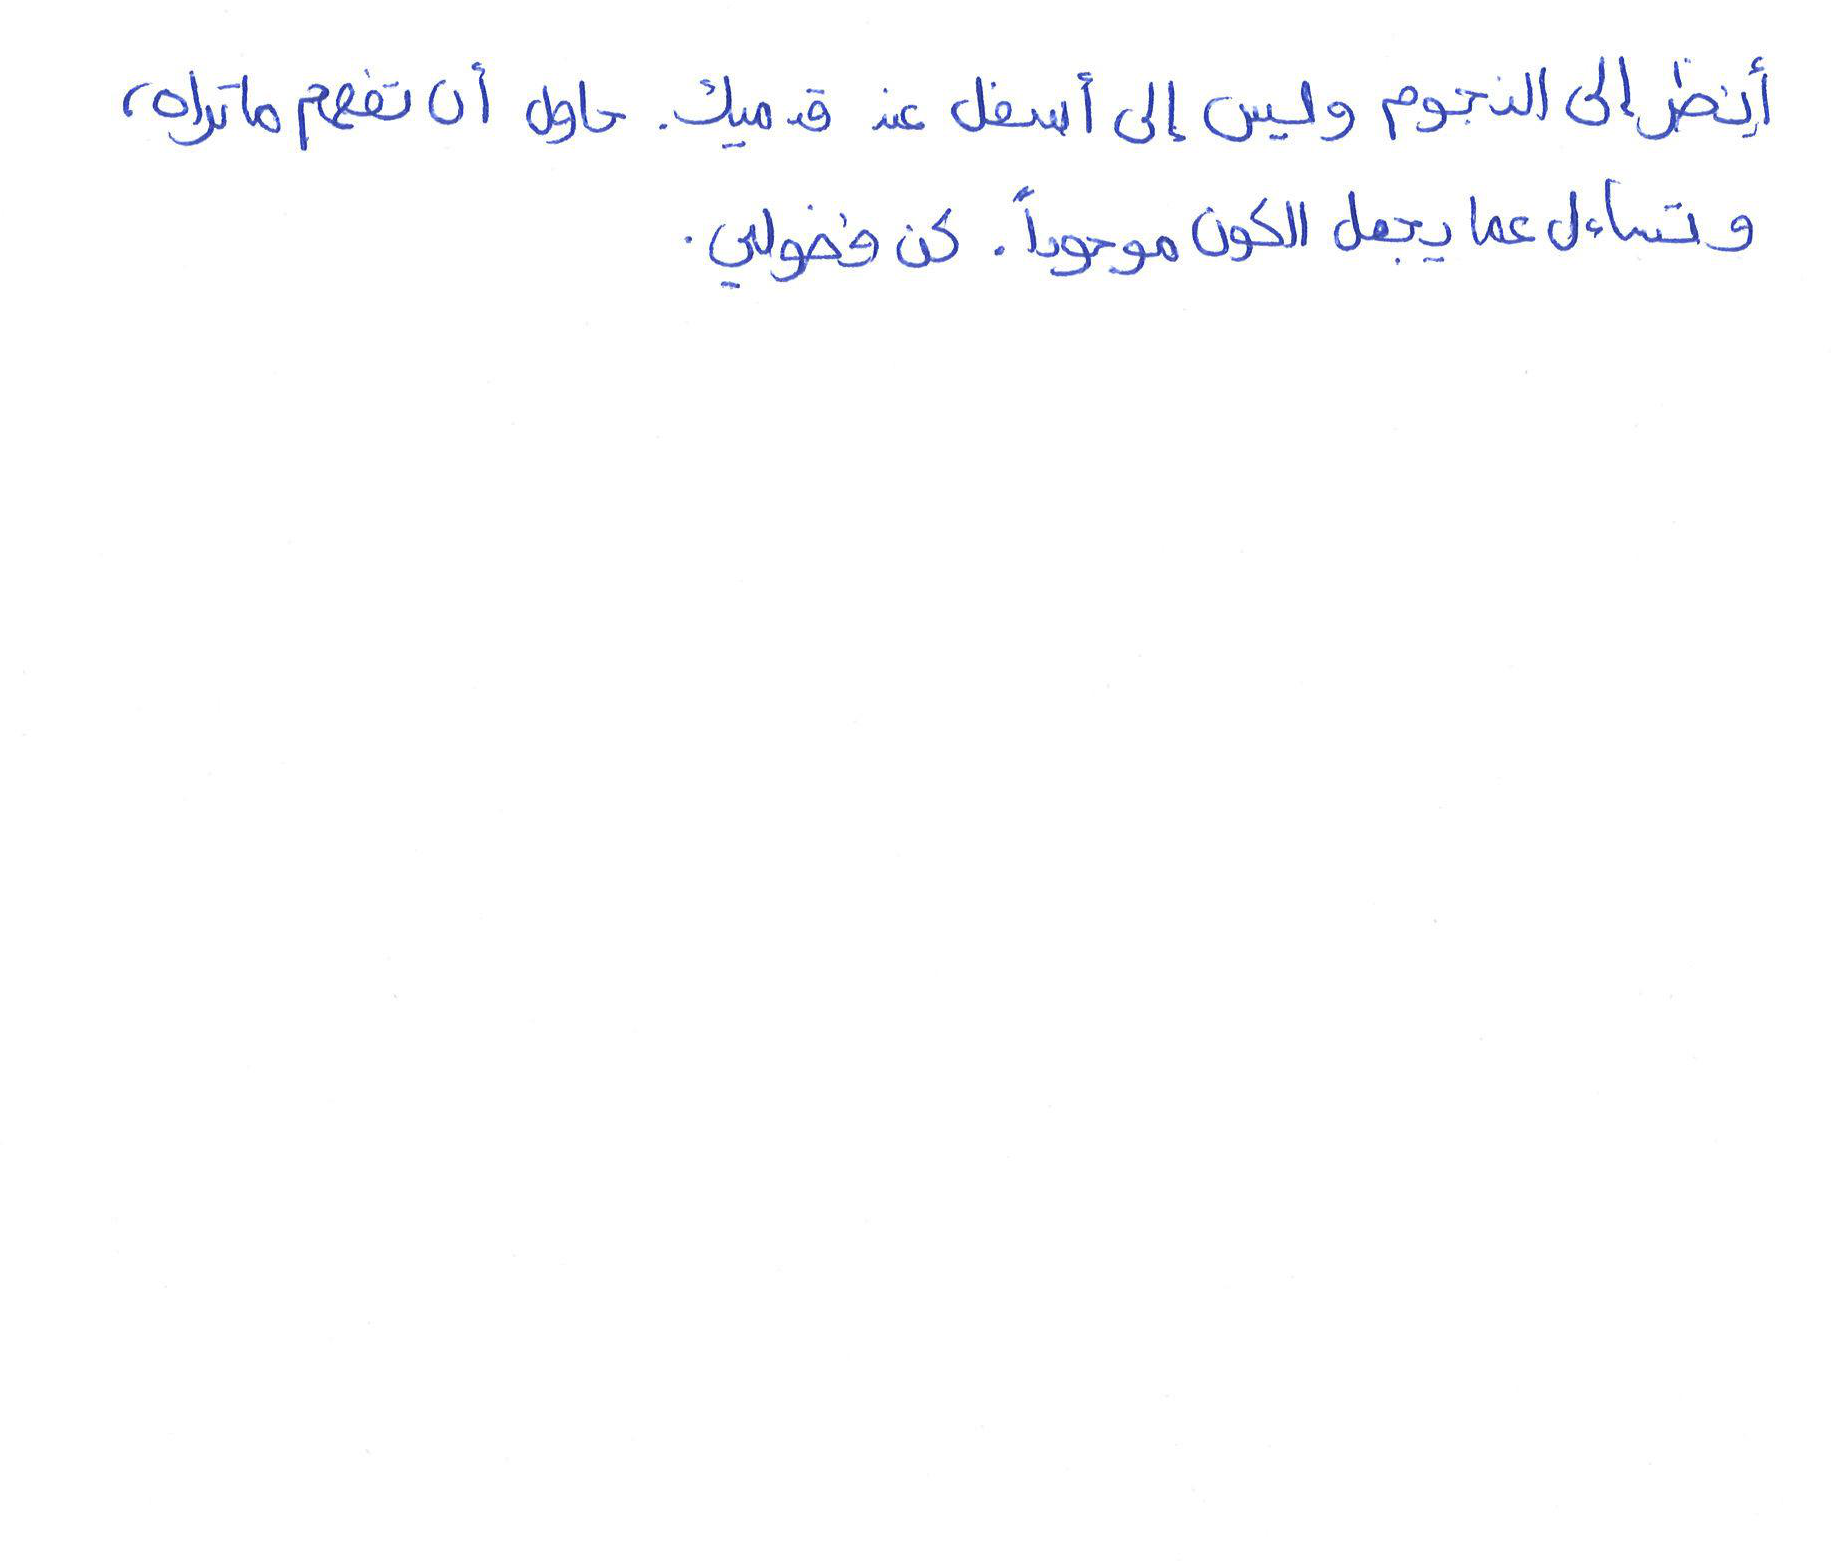 أنظر إلى النجوم وليس إلى أسفل عند قدميك. حاول أن تفهم ما تراه،
وتساءل عما يجعل الكون موجوداً. كن فضولي.